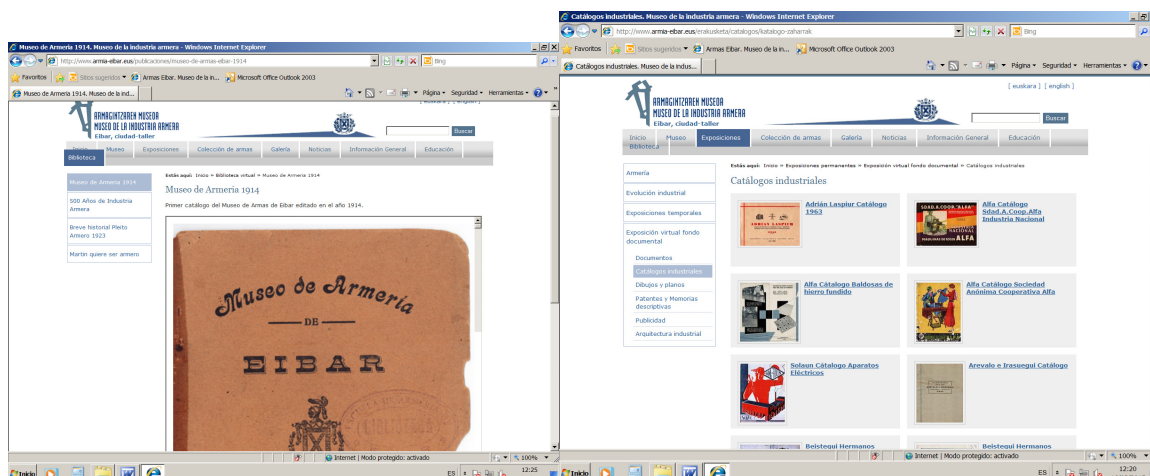 Museo de Armeria 1914. Museo de la industria armera - Windows Internet Explorer
http://www.armia-eibar.eus/publicaciones/museo-de-armas-eibar-1914
Bing
Favoritos
Sitios sugeridos
Armas Eibar. Museo de la in...
Microsoft Office Outlook 2003
Museo de Armeria 1914. Museo de la ind...
Página
Seguridad
Herramientas
[ euskara ] [ english ]
ARMAGINTZAREN MUSEOA
MUSEO DE LA INDUSTRIA ARMERA
Eibar, ciudad-taller
Buscar
Inicio
Museo
Exposiciones
Colección de armas
Galería
Noticias
Información General
Educación
Biblioteca
Museo de Armeria 1914
500 Años de Industria
Armera
Breve historial Pleito
Armero 1923
Martin quiere ser armero
Estás aquí: Inicio » Biblioteca virtual » Museo de Armeria 1914
Museo de Armeria 1914
Primer catálogo del Museo de Armas de Eibar editado en el año 1914.
Museo de Armería
DE
EIBAR
Internet | Modo protegido: activado
100%
Inicio
ES
12:25
Catálogos industriales. Museo de la industria armera - Windows Internet Explorer
http://www.armia-eibar.eus/erakusketa/catalogos/katalogo-zaharrak
Bing
Favoritos
Sitios sugeridos
Armas Eibar. Museo de la in...
Microsoft Office Outlook 2003
Catálogos industriales. Museo de la indus...
Página
Seguridad
Herramientas
[ euskara ] [ english ]
ARMAGINTZAREN MUSEOA
MUSEO DE LA INDUSTRIA ARMERA
Eibar, ciudad-taller
Buscar
Inicio
Museo
Exposiciones
Colección de armas
Galería
Noticias
Información General
Educación
Biblioteca
Armería
Evolución industrial
Exposiciones temporales
Exposición virtual fondo
documental
Documentos
Catálogos industriales
Dibujos y planos
Patentes y Memorias
descriptivas
Publicidad
Arquitectura industrial
Estás aquí: Inicio » Exposiciones permanentes » Exposición virtual fondo documental » Catálogos industriales
Catálogos industriales
ADRIAN LASPIUR
Adrián Laspiur Catálogo
1963
SDAD.A.COOP."ALFA"
NACIONAL
ALFA
Alfa Catálogo
Sdad.A.Coop.Alfa
Industria Nacional
Alfa Cátalogo Baldosas de
hierro fundido
Alfa Catálogo Sociedad
Anónima Cooperativa Alfa
Solaun Cátalogo Aparatos
Eléctricos
Arevalo e Irasuegui Catálogo
Beistegui Hermanos
Beistegui Hermanos
Internet | Modo protegido: activado
100%
Inicio
ES
12:20